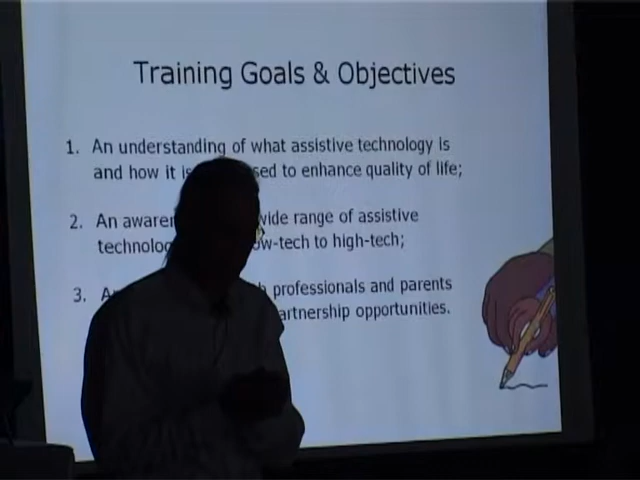 Training Goals & Objectives
1. An understanding of what assistive technology is
and how it is sed to enhance quality of life;
2. An awaren wide range of assistive
technolog ow-tech to high-tech;
3. A professionals and parents
artnership opportunities.